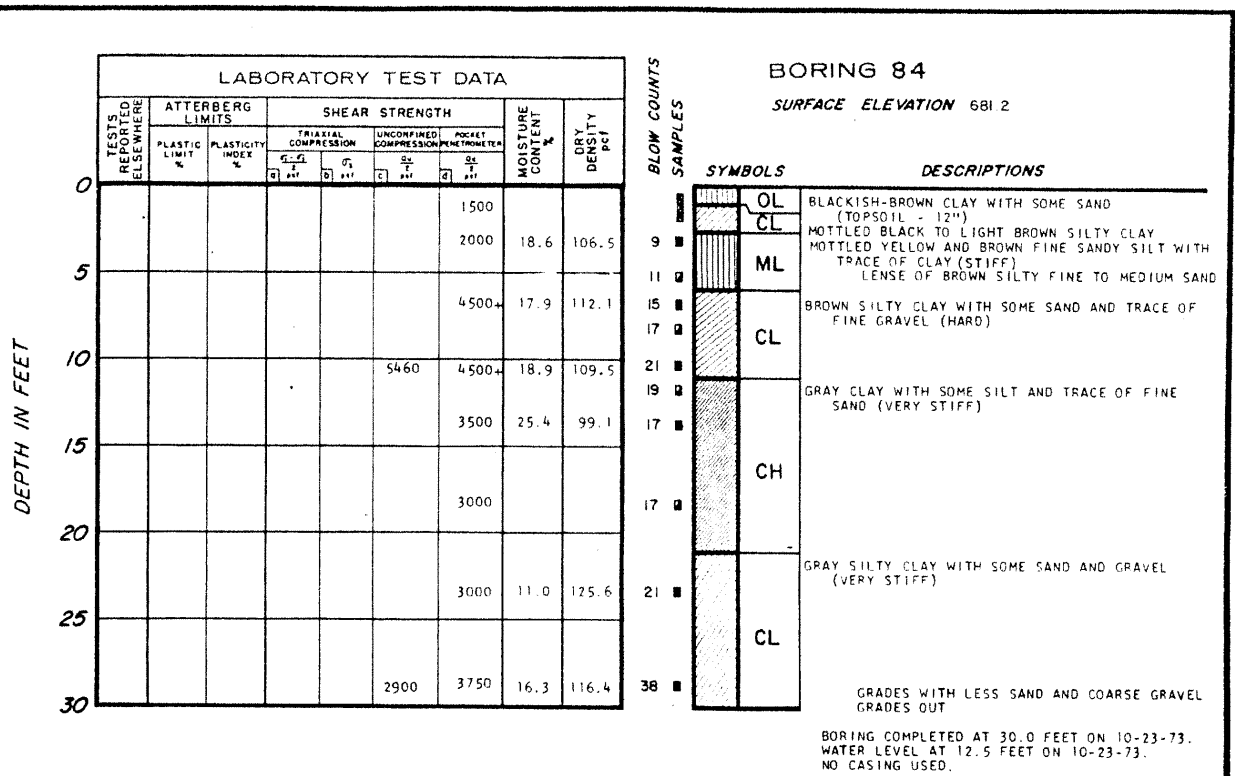 LABORATORY TEST DATA
TESTS REPORTED ELSEWHERE
ATTERBERG LIMITS
PLASTIC LIMIT %
PLASTICITY INDEX %
SHEAR STRENGTH
TRIAXIAL COMPRESSION
UNCONFINED COMPRESSION
POCKET PENETROMETER
a
psf
b
psf
c
psf
d
psf
MOISTURE CONTENT %
DRY DENSITY pcf
BLOW COUNTS
SAMPLES
BORING 84
SURFACE ELEVATION 681.2
SYMBOLS
DESCRIPTIONS
DEPTH IN FEET
0
5
10
15
20
25
30
1500
2000 18.6 106.5
4500+ 17.9 112.1
5460 4500+ 18.9 109.5
3500 25.4 99.1
3000
3000 11.0 125.6
2900 3750 16.3 116.4
9
11
15
17
21
19
17
17
21
38
OL
CL
ML
CL
CH
CL
BLACKISH-BROWN CLAY WITH SOME SAND
(TOPSOIL - 12")
MOTTLED BLACK TO LIGHT BROWN SILTY CLAY
MOTTLED YELLOW AND BROWN FINE SANDY SILT WITH
TRACE OF CLAY (STIFF)
LENSE OF BROWN SILTY FINE TO MEDIUM SAND
BROWN SILTY CLAY WITH SOME SAND AND TRACE OF
FINE GRAVEL (HARD)
GRAY CLAY WITH SOME SILT AND TRACE OF FINE
SAND (VERY STIFF)
GRAY SILTY CLAY WITH SOME SAND AND GRAVEL
(VERY STIFF)
GRADES WITH LESS SAND AND COARSE GRAVEL
GRADES OUT
BORING COMPLETED AT 30.0 FEET ON 10-23-73.
WATER LEVEL AT 12.5 FEET ON 10-23-73.
NO CASING USED.